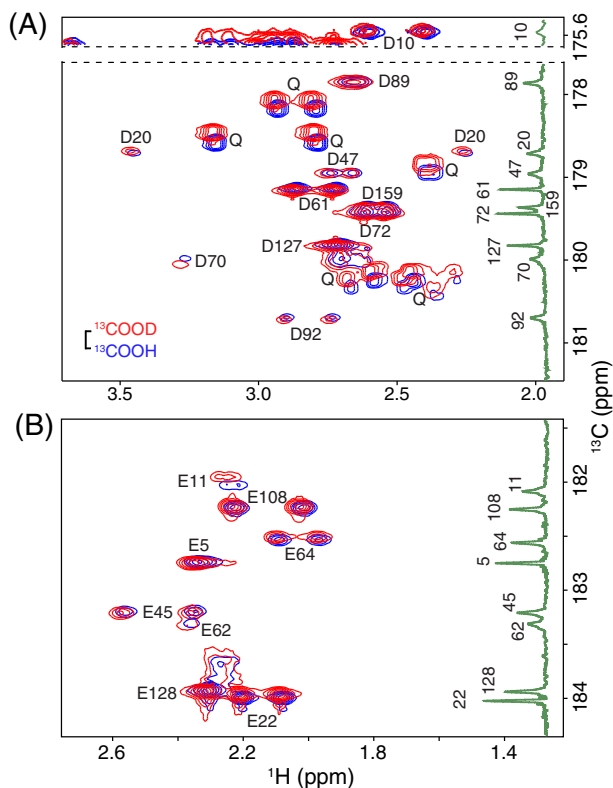 (A)
D10
10
175.6
Q
D89
89
178
Q
Q
D20
D20
20
D47
Q
47
179
D61
D159
61
159
D72
72
D127
127
D70
70
180
Q
Q
¹³COOD
¹³COOH
D92
92
181
3.5
3.0
2.5
2.0
¹³C (ppm)
(B)
E11
11
182
E108
108
E64
64
E5
5
183
E45
45
E62
62
E128
E22
128
22
184
2.6
2.2
1.8
1.4
¹H (ppm)